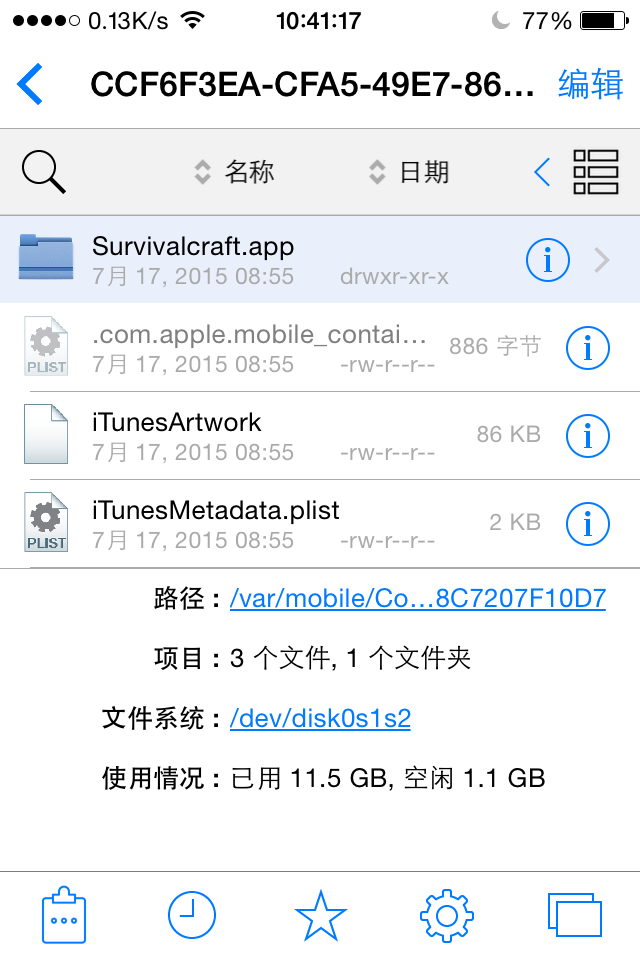 0.13K/s 10:41:17 77%
CCF6F3EA-CFA5-49E7-86... 编辑
名称 日期
Survivalcraft.app
7月 17, 2015 08:55 drwxr-xr-x
.com.apple.mobile_contai... 886 字节
7月 17, 2015 08:55 -rw-r--r--
PLIST
iTunesArtwork 86 KB
7月 17, 2015 08:55 -rw-r--r--
iTunesMetadata.plist 2 KB
7月 17, 2015 08:55 -rw-r--r--
PLIST
路径：/var/mobile/Co...8C7207F10D7
项目：3 个文件, 1 个文件夹
文件系统：/dev/disk0s1s2
使用情况：已用 11.5 GB, 空闲 1.1 GB